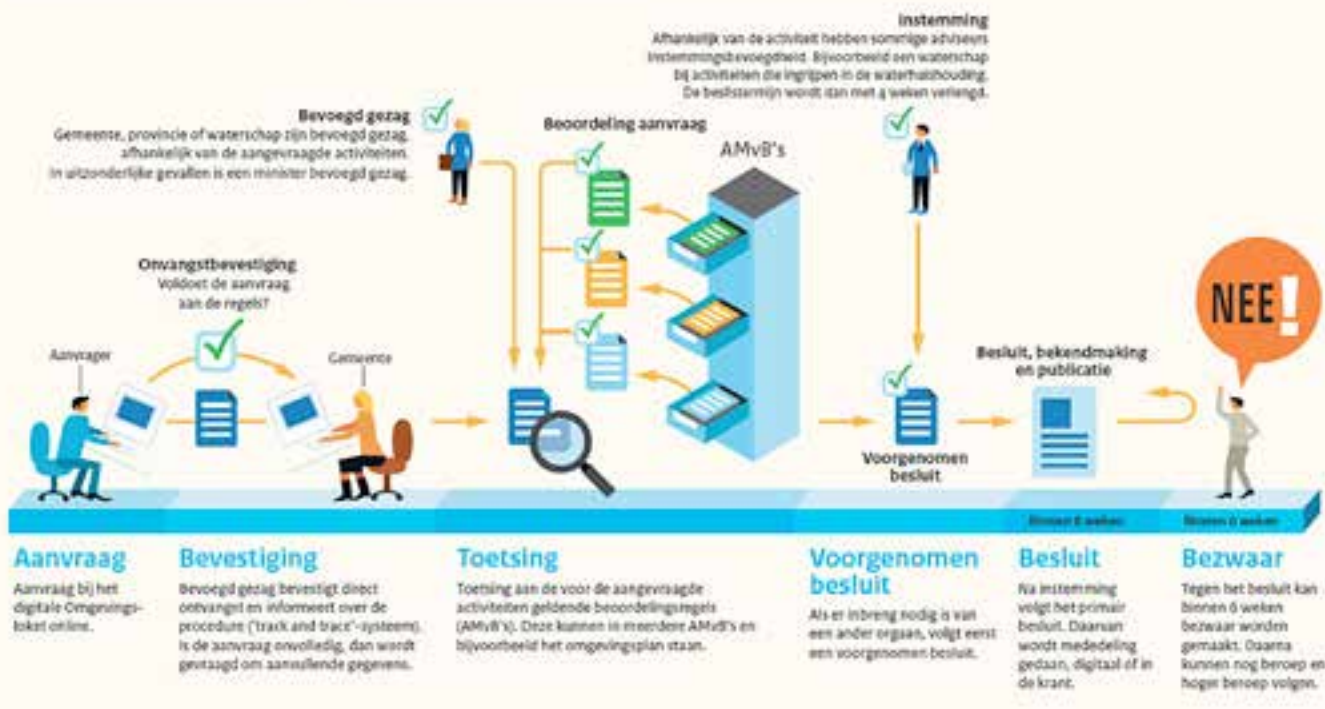 Instemming
Afhankelijk van de activiteit hebben sommige adviseurs
instemmingsbevoegdheid. Bijvoorbeeld een waterschap
bij activiteiten die ingrijpen in de waterhuishouding.
De beslistermijn wordt dan met 4 weken verlengd.
Bevoegd gezag
Gemeente, provincie of waterschap zijn bevoegd gezag,
afhankelijk van de aangevraagde activiteiten.
In uitzonderlijke gevallen is een minister bevoegd gezag.
Beoordeling aanvraag
AMvB's
Onvangstbevestiging
Voldoet de aanvraag
aan de regels?
Aanvrager
Gemeente
NEE!
Besluit, bekendmaking
en publicatie
Voorgenomen
besluit
Binnen 8 weken
Binnen 6 weken
Aanvraag
Aanvraag bij het
digitale Omgevings-
loket online.
Bevestiging
Bevoegd gezag bevestigt direct
ontvangst en informeert over de
procedure ('track and trace'-systeem).
Is de aanvraag onvolledig, dan wordt
gevraagd om aanvullende gegevens.
Toetsing
Toetsing aan de voor de aangevraagde
activiteiten geldende beoordelingsregels
(AMvB's). Deze kunnen in meerdere AMvB's en
bijvoorbeeld het omgevingsplan staan.
Voorgenomen
besluit
Als er inbreng nodig is van
een ander orgaan, volgt eerst
een voorgenomen besluit.
Besluit
Na instemming
volgt het primair
besluit. Daarvan
wordt mededeling
gedaan, digitaal of in
de krant.
Bezwaar
Tegen het besluit kan
binnen 6 weken
bezwaar worden
gemaakt. Daarna
kunnen nog beroep en
hoger beroep volgen.